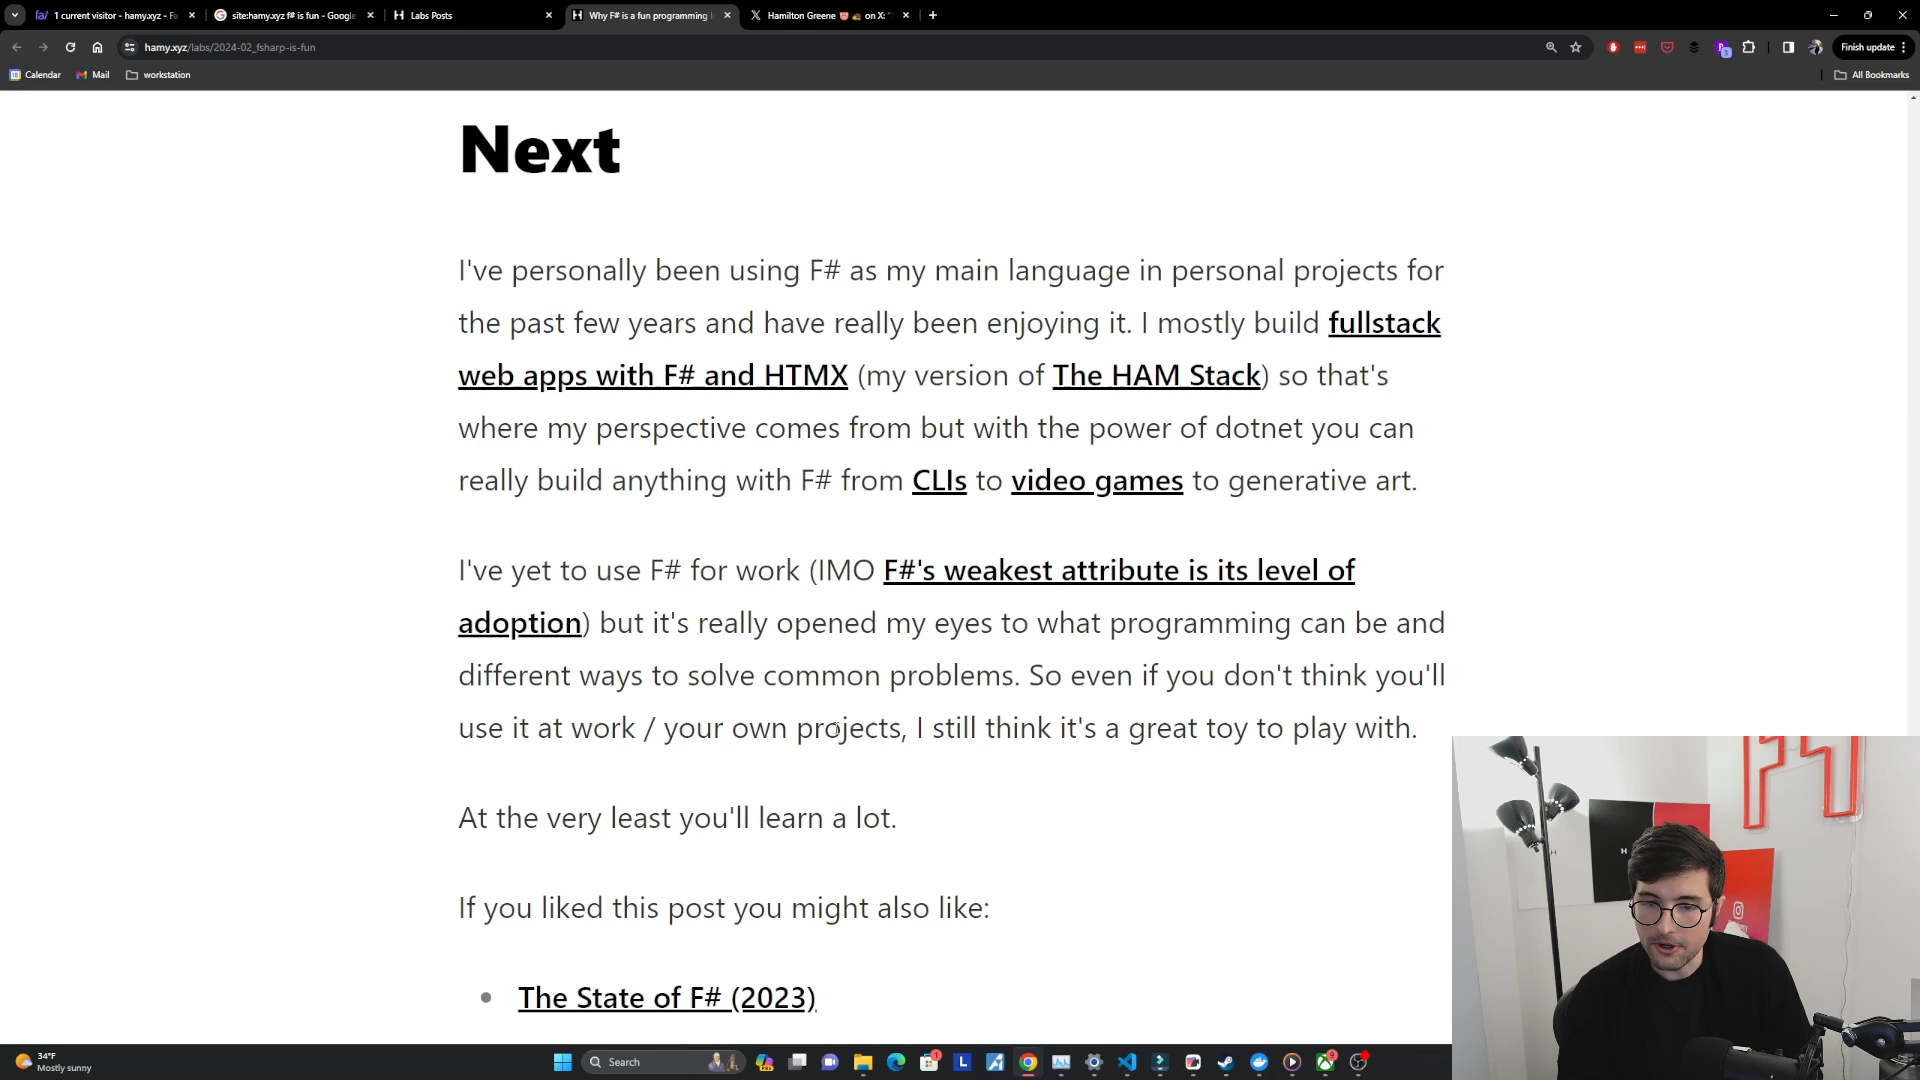 1 current visitor - hamy.xyz - Fa
site:hamy.xyz f# is fun - Google
Labs Posts
Why F# is a fun programming l
Hamilton Greene
on X: "
hamy.xyz/labs/2024-02_fsharp-is-fun
Finish update
Calendar
Mail
workstation
All Bookmarks
Next
I've personally been using F# as my main language in personal projects for
the past few years and have really been enjoying it. I mostly build fullstack
web apps with F# and HTMX (my version of The HAM Stack) so that's
where my perspective comes from but with the power of dotnet you can
really build anything with F# from CLIs to video games to generative art.
I've yet to use F# for work (IMO F#'s weakest attribute is its level of
adoption) but it's really opened my eyes to what programming can be and
different ways to solve common problems. So even if you don't think you'll
use it at work / your own projects, I still think it's a great toy to play with.
At the very least you'll learn a lot.
If you liked this post you might also like:
The State of F# (2023)
34°F
Mostly sunny
Search